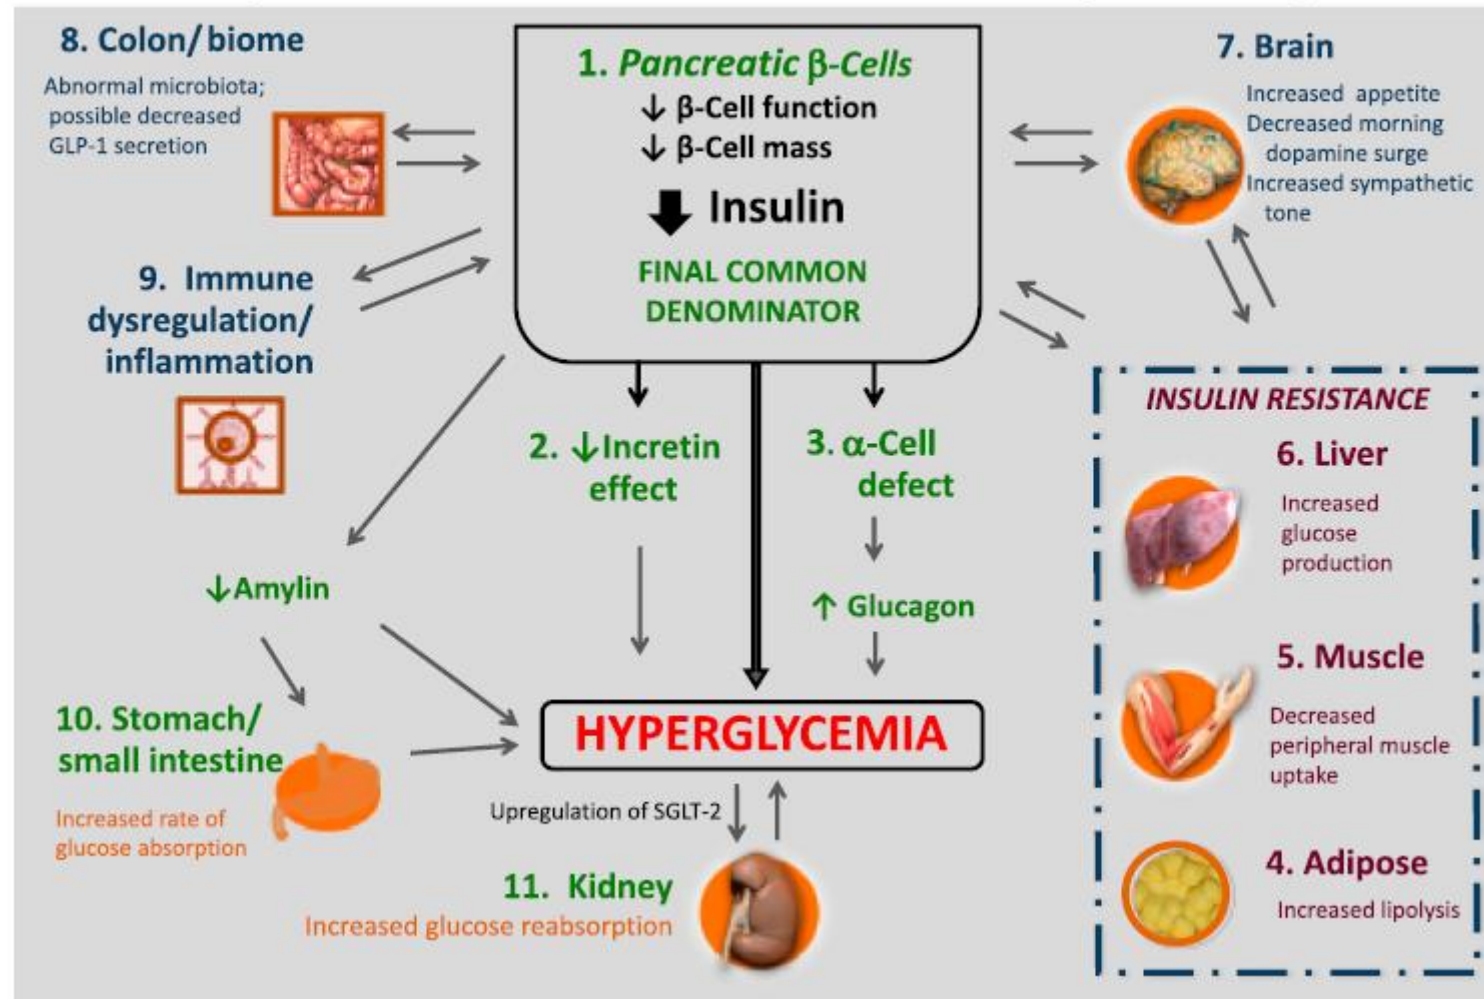 8. Colon/biome
Abnormal microbiota;
possible decreased
GLP-1 secretion
1. Pancreatic β-Cells
↓ β-Cell function
↓ β-Cell mass
Insulin
FINAL COMMON
DENOMINATOR
7. Brain
Increased appetite
Decreased morning
dopamine surge
Increased sympathetic
tone
9. Immune
dysregulation/
inflammation
2. ↓Incretin
effect
3. α-Cell
defect
↑ Glucagon
↓Amylin
INSULIN RESISTANCE
6. Liver
Increased
glucose
production
5. Muscle
Decreased
peripheral muscle
uptake
4. Adipose
Increased lipolysis
10. Stomach/
small intestine
Increased rate of
glucose absorption
HYPERGLYCEMIA
Upregulation of SGLT-2
11. Kidney
Increased glucose reabsorption